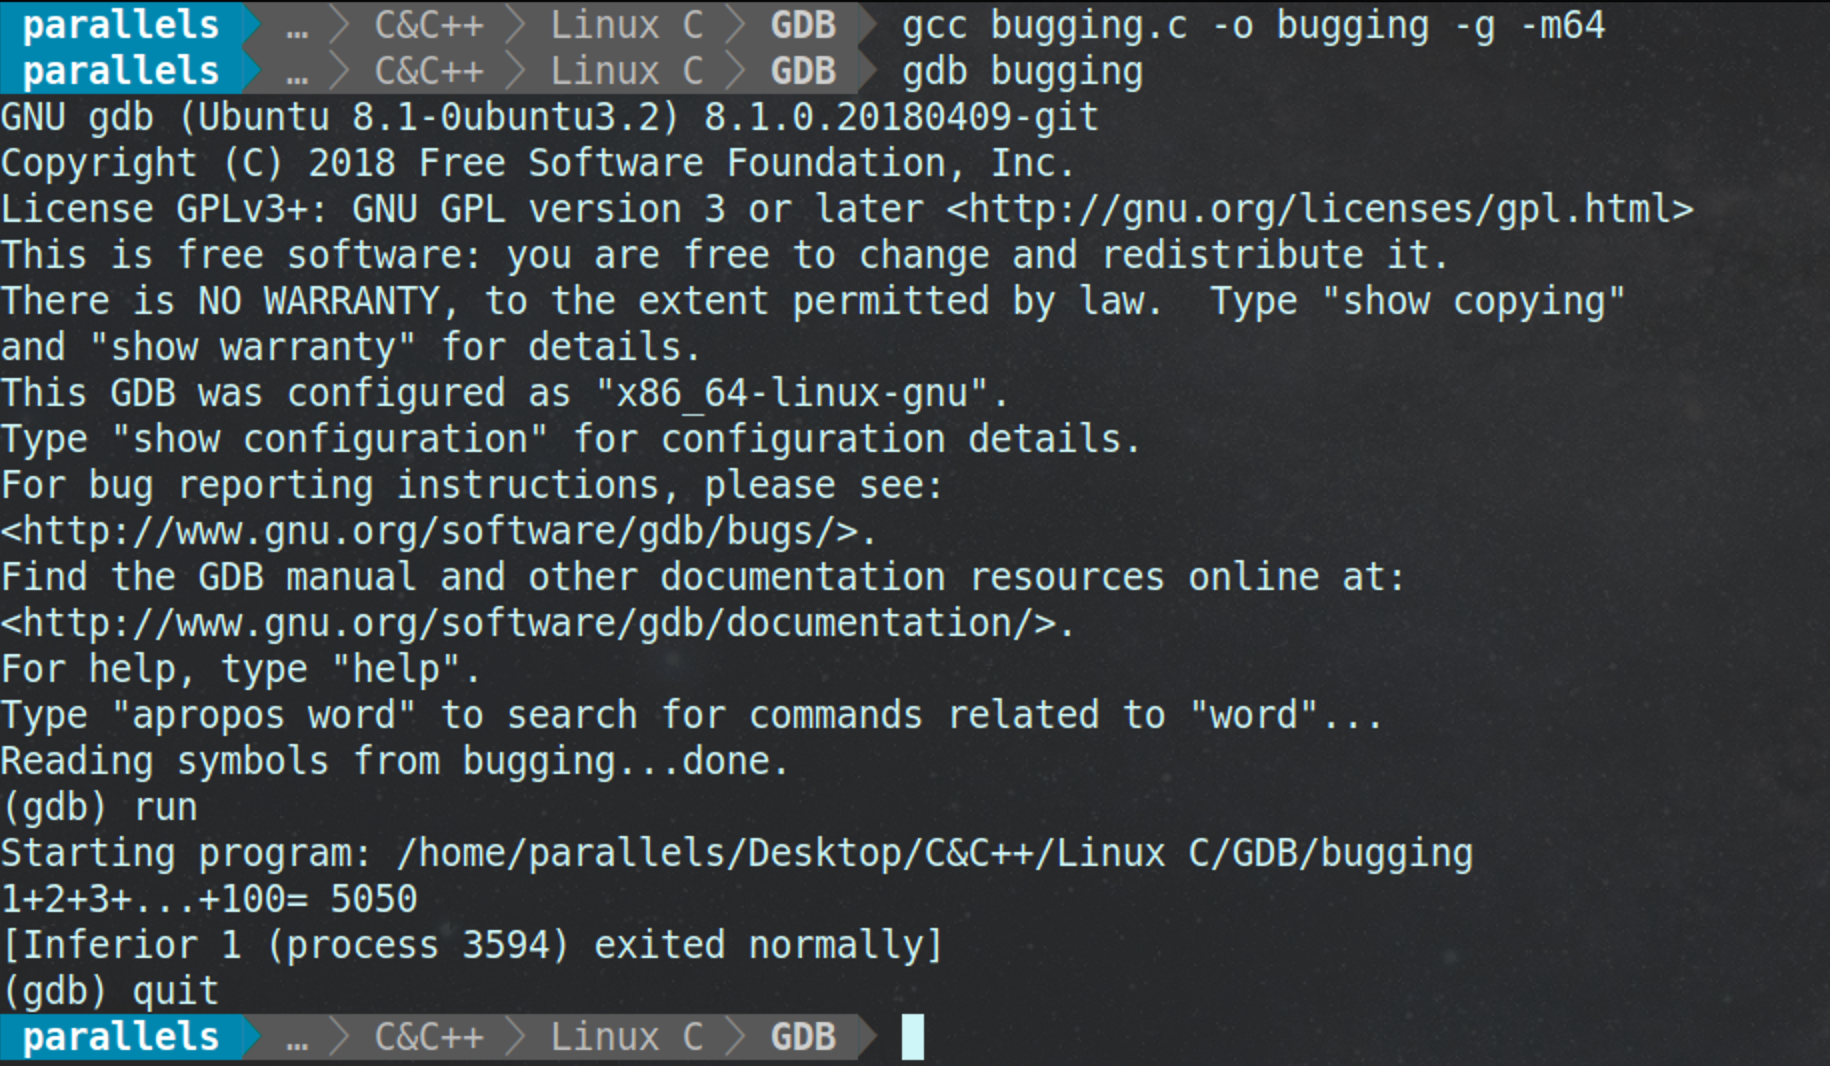 parallels … C&C++ Linux C GDB gcc bugging.c -o bugging -g -m64
parallels … C&C++ Linux C GDB gdb bugging
GNU gdb (Ubuntu 8.1-0ubuntu3.2) 8.1.0.20180409-git
Copyright (C) 2018 Free Software Foundation, Inc.
License GPLv3+: GNU GPL version 3 or later <http://gnu.org/licenses/gpl.html>
This is free software: you are free to change and redistribute it.
There is NO WARRANTY, to the extent permitted by law.  Type "show copying"
and "show warranty" for details.
This GDB was configured as "x86_64-linux-gnu".
Type "show configuration" for configuration details.
For bug reporting instructions, please see:
<http://www.gnu.org/software/gdb/bugs/>.
Find the GDB manual and other documentation resources online at:
<http://www.gnu.org/software/gdb/documentation/>.
For help, type "help".
Type "apropos word" to search for commands related to "word"...
Reading symbols from bugging...done.
(gdb) run
Starting program: /home/parallels/Desktop/C&C++/Linux C/GDB/bugging
1+2+3+...+100= 5050
[Inferior 1 (process 3594) exited normally]
(gdb) quit
parallels … C&C++ Linux C GDB